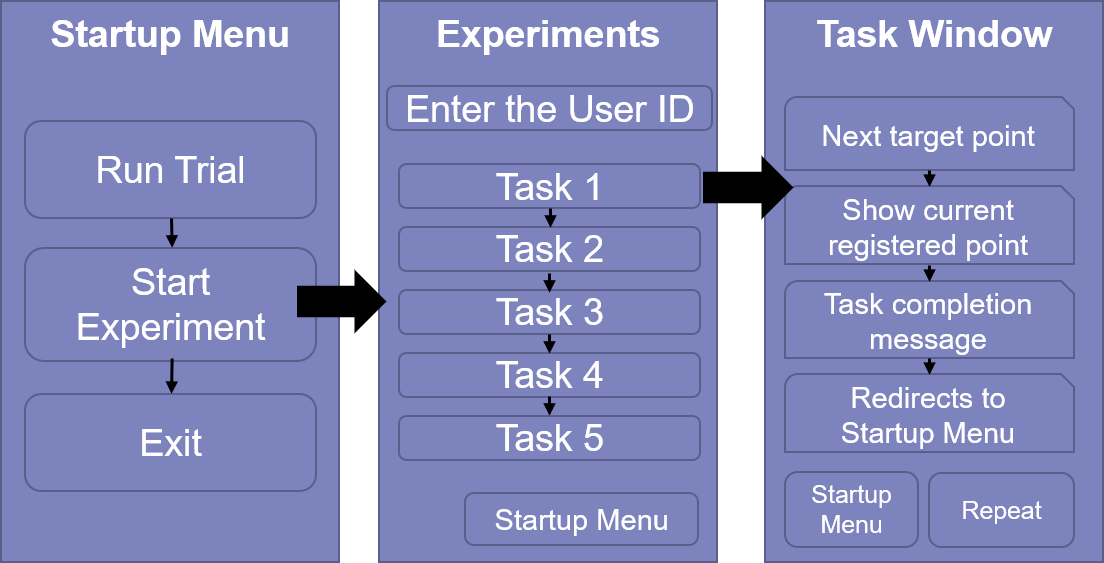 Startup Menu
Run Trial
Start
Experiment
Exit
Experiments
Enter the User ID
Task 1
Task 2
Task 3
Task 4
Task 5
Startup Menu
Task Window
Next target point
Show current
registered point
Task completion
message
Redirects to
Startup Menu
Startup
Menu
Repeat